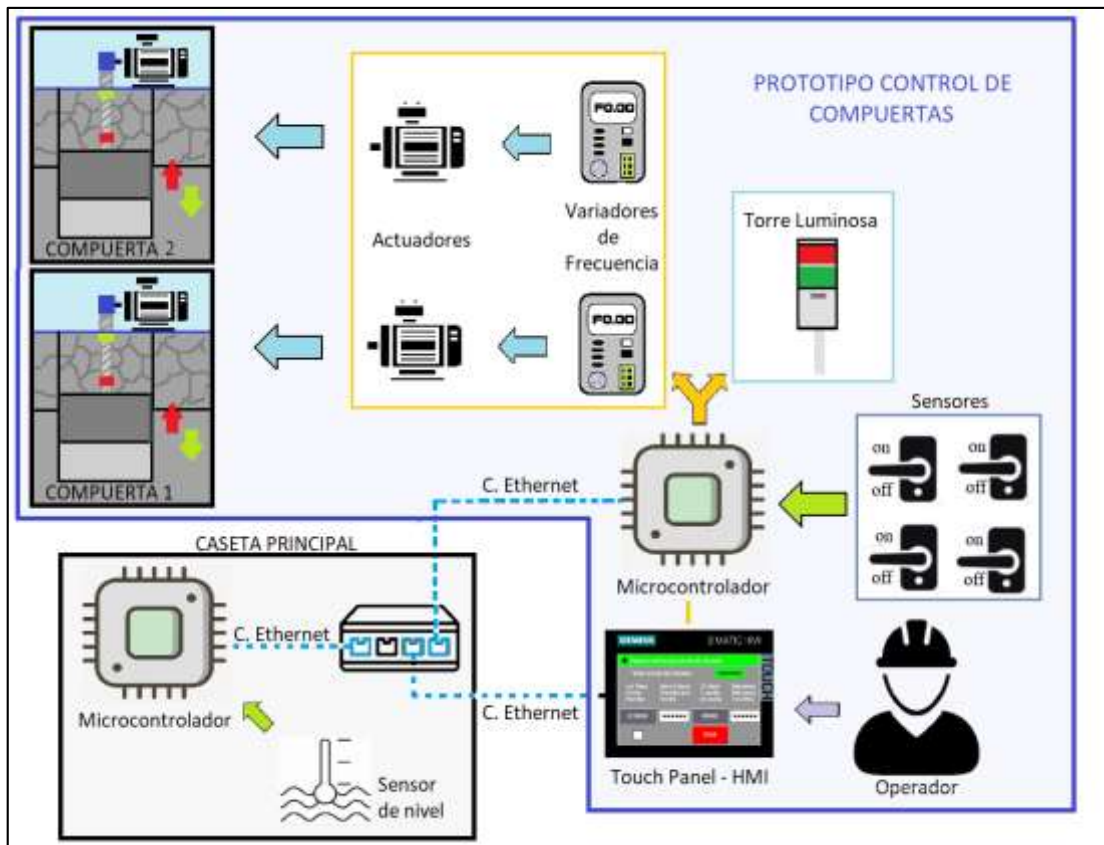 PROTOTIPO CONTROL DE
COMPUERTAS
COMPUERTA 2
COMPUERTA 1
Actuadores
F0.00
Variadores
de
Frecuencia
F0.00
Torre Luminosa
Sensores
on
off
on
off
on
off
on
off
C. Ethernet
Microcontrolador
CASETA PRINCIPAL
C. Ethernet
Microcontrolador
Sensor
de nivel
C. Ethernet
SIEMENS
SIMATIC HMI
TOUCH
Touch Panel - HMI
Operador